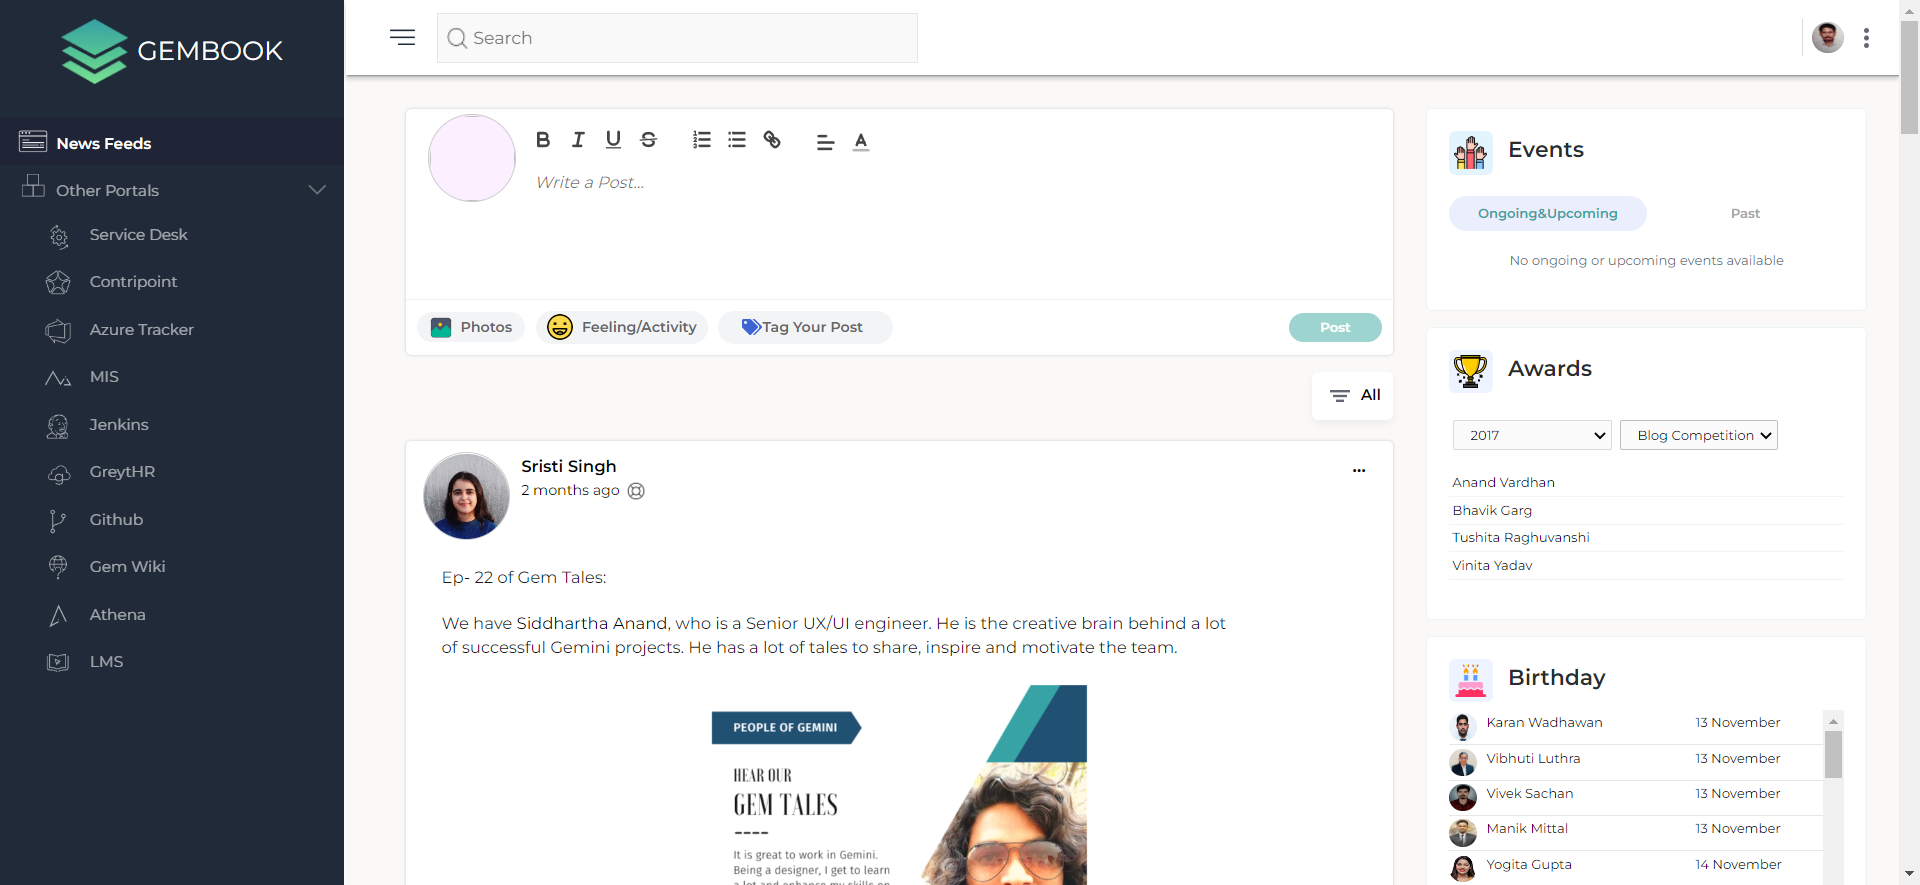 GEMBOOK
News Feeds
Other Portals
Service Desk
Contripoint
Azure Tracker
MIS
Jenkins
GreytHR
Github
Gem Wiki
Athena
LMS
Search
B I U S A
Write a Post...
Photos
Feeling/Activity
Tag Your Post
Post
All
Sristi Singh
2 months ago
Ep- 22 of Gem Tales:
We have Siddhartha Anand, who is a Senior UX/UI engineer. He is the creative brain behind a lot
of successful Gemini projects. He has a lot of tales to share, inspire and motivate the team.
PEOPLE OF GEMINI
HEAR OUR
GEM TALES
It is great to work in Gemini.
Being a designer, I get to learn
a lot and enhance my skills on
Events
Ongoing&Upcoming
Past
No ongoing or upcoming events available
Awards
2017
Blog Competition
Anand Vardhan
Bhavik Garg
Tushita Raghuvanshi
Vinita Yadav
Birthday
Karan Wadhawan 13 November
Vibhuti Luthra 13 November
Vivek Sachan 13 November
Manik Mittal 13 November
Yogita Gupta 14 November